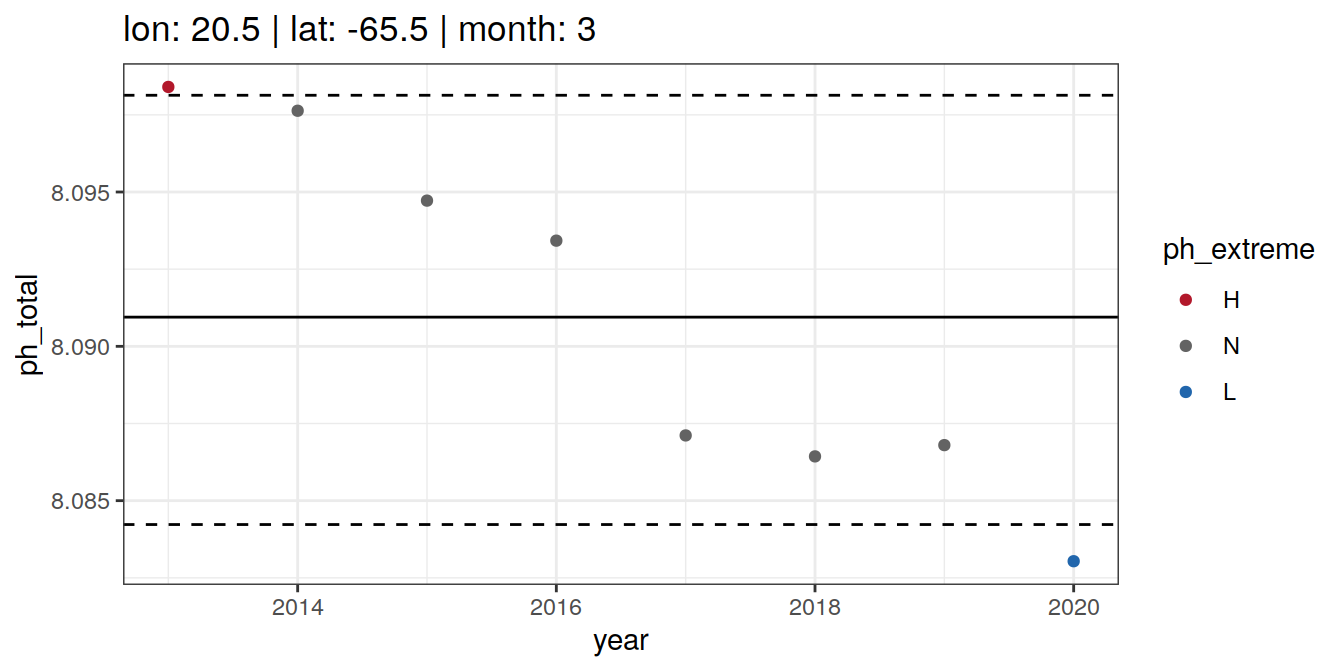 lon: 20.5 | lat: -65.5 | month: 3
8.095
8.090
8.085
ph_total
2014
2016
2018
2020
year
ph_extreme
H
N
L